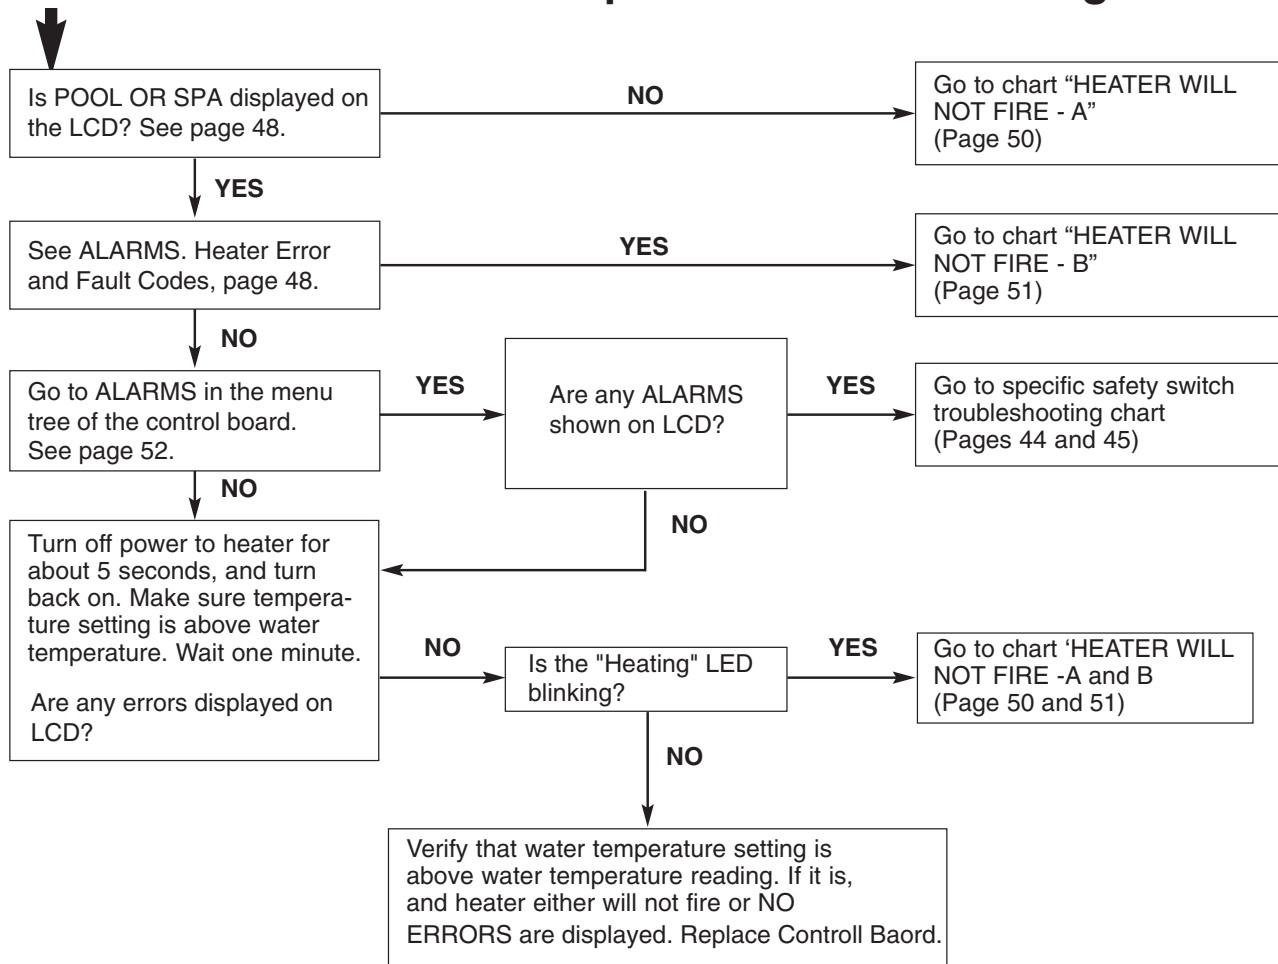 Is POOL OR SPA displayed on
the LCD? See page 48.
NO
Go to chart “HEATER WILL
NOT FIRE - A”
(Page 50)
YES
See ALARMS. Heater Error
and Fault Codes, page 48.
YES
Go to chart “HEATER WILL
NOT FIRE - B”
(Page 51)
NO
Go to ALARMS in the menu
tree of the control board.
See page 52.
YES
Are any ALARMS
shown on LCD?
YES
Go to specific safety switch
troubleshooting chart
(Pages 44 and 45)
NO
NO
Turn off power to heater for
about 5 seconds, and turn
back on. Make sure tempera-
ture setting is above water
temperature. Wait one minute.
Are any errors displayed on
LCD?
NO
Is the "Heating" LED
blinking?
YES
Go to chart ‘HEATER WILL
NOT FIRE -A and B
(Page 50 and 51)
NO
Verify that water temperature setting is
above water temperature reading. If it is,
and heater either will not fire or NO
ERRORS are displayed. Replace Controll Baord.